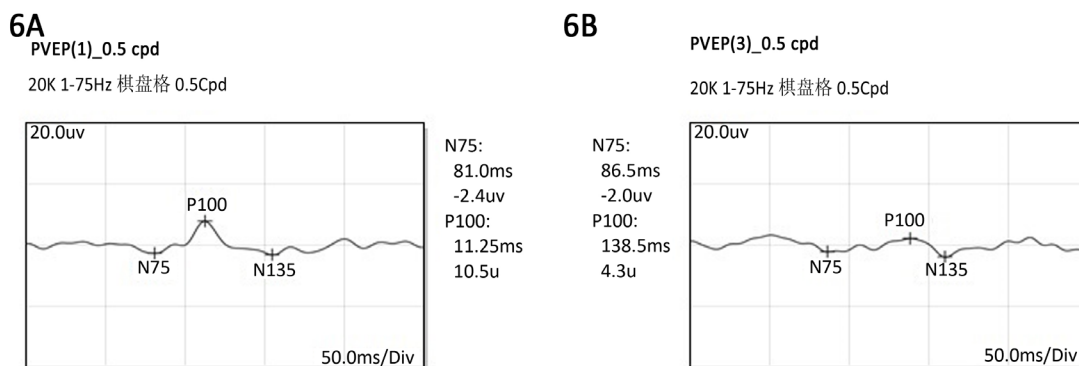 6A
PVEP(1)_0.5 cpd
20K 1-75Hz 棋盘格 0.5Cpd
20.0uv
P100
N75
N135
50.0ms/Div
N75:
81.0ms
-2.4uv
P100:
11.25ms
10.5u
6B
PVEP(3)_0.5 cpd
20K 1-75Hz 棋盘格 0.5Cpd
N75:
86.5ms
-2.0uv
P100:
138.5ms
4.3u
20.0uv
P100
N75
N135
50.0ms/Div